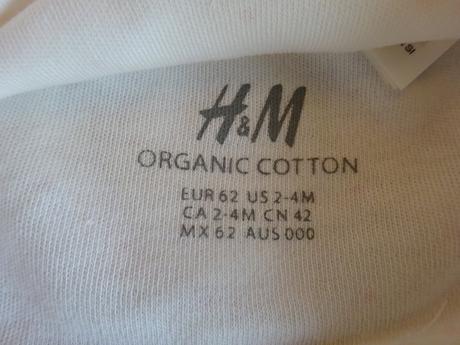 H&M
ORGANIC COTTON
EUR 62 US 2-4M
CA 2-4M CN 42
MX 62 AUS 000